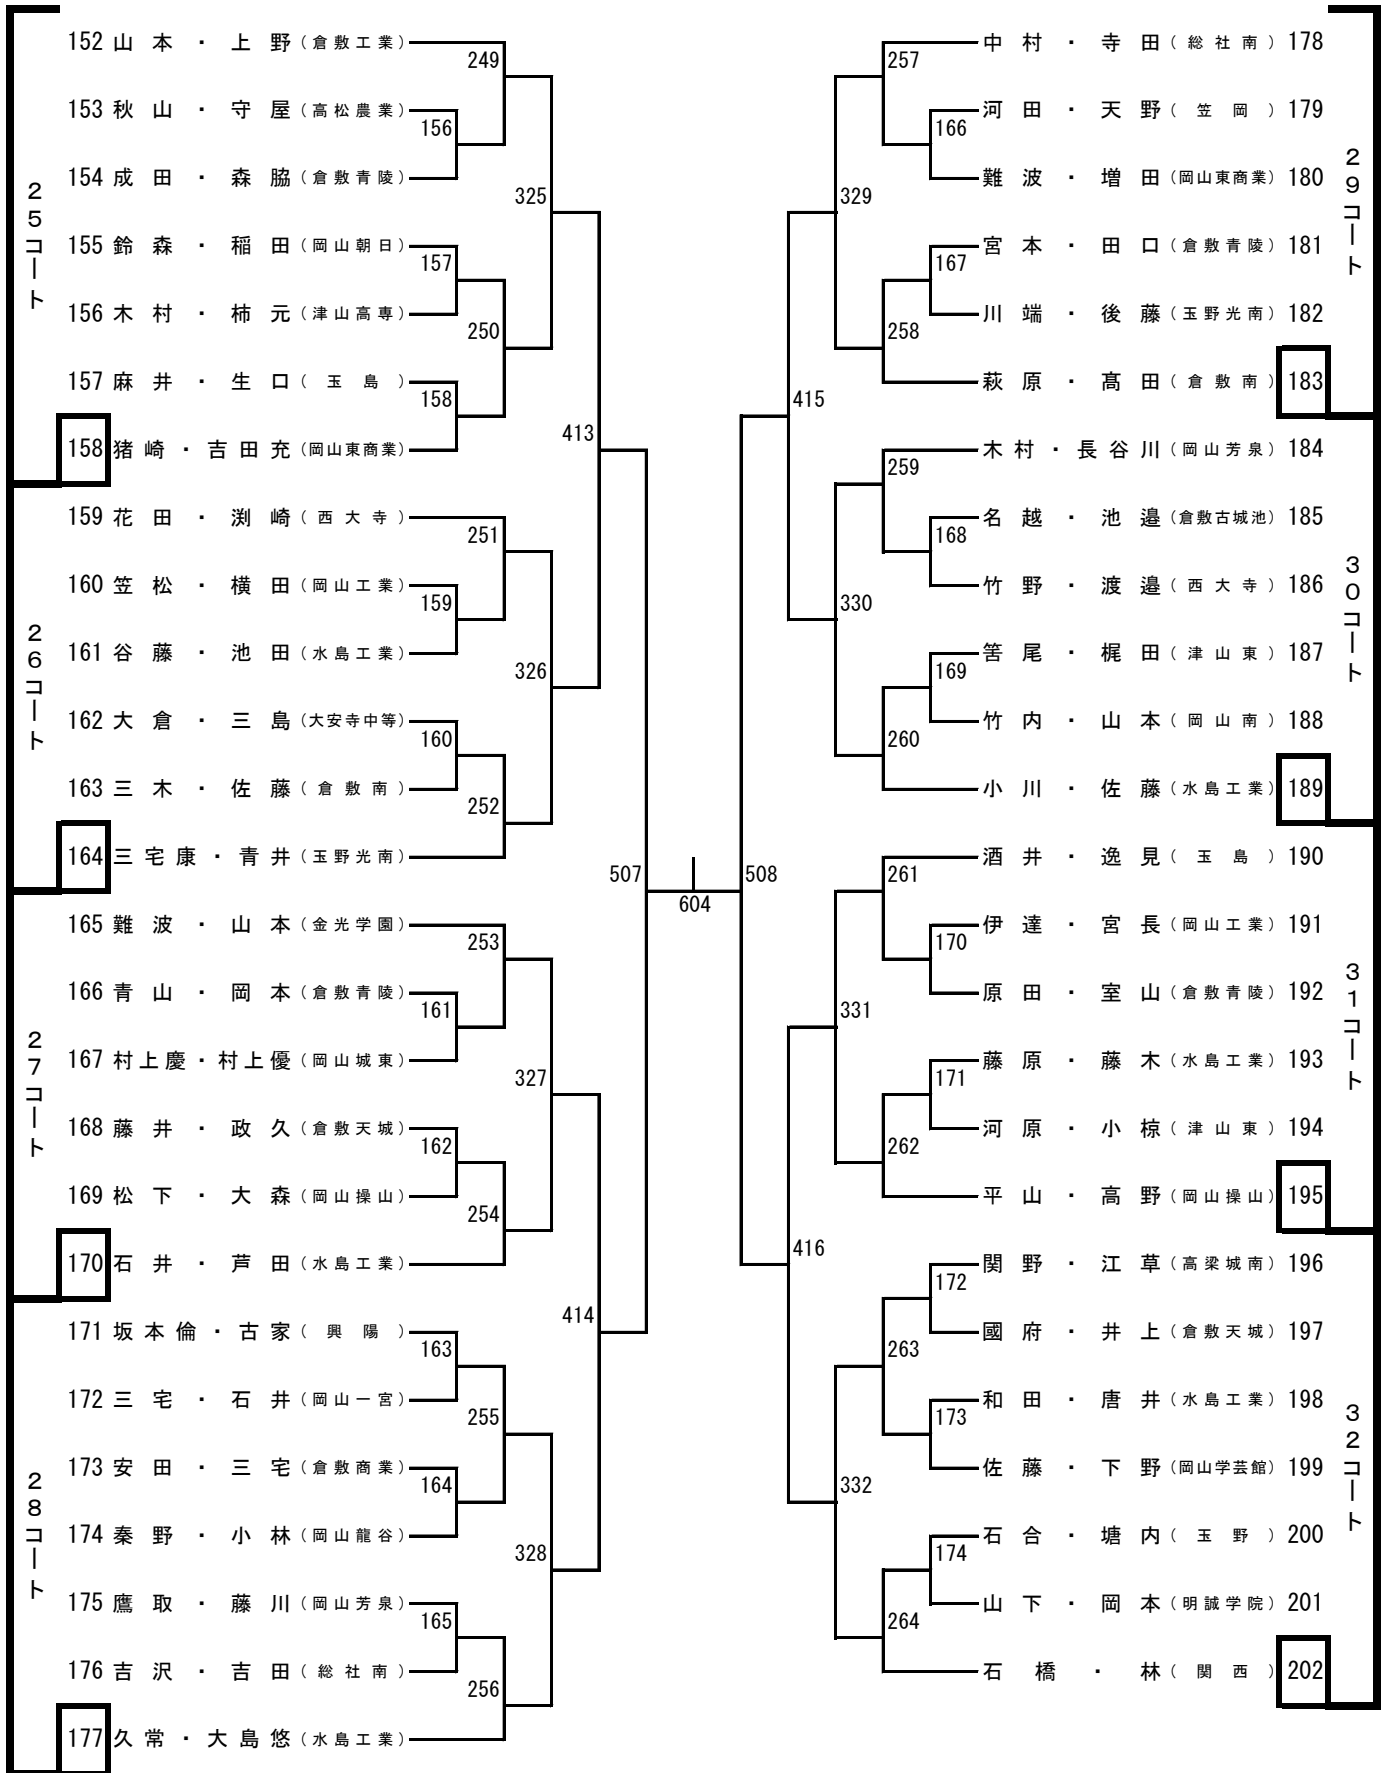 25コート
152 山本・上野（倉敷工業）
153 秋山・守屋（高松農業）
154 成田・森脇（倉敷青陵）
155 鈴森・稲田（岡山朝日）
156 木村・柿元（津山高専）
157 麻井・生口（玉島）
158 猪崎・吉田充（岡山東商業）
26コート
159 花田・渕崎（西大寺）
160 笠松・横田（岡山工業）
161 谷藤・池田（水島工業）
162 大倉・三島（大安寺中等）
163 三木・佐藤（倉敷南）
164 三宅康・青井（玉野光南）
27コート
165 難波・山本（金光学園）
166 青山・岡本（倉敷青陵）
167 村上慶・村上優（岡山城東）
168 藤井・政久（倉敷天城）
169 松下・大森（岡山操山）
170 石井・芦田（水島工業）
28コート
171 坂本倫・古家（興陽）
172 三宅・石井（岡山一宮）
173 安田・三宅（倉敷商業）
174 秦野・小林（岡山龍谷）
175 鷹取・藤川（岡山芳泉）
176 吉沢・吉田（総社南）
177 久常・大島悠（水島工業）
156
157
158
159
160
161
162
163
164
165
249
250
251
252
253
254
255
256
325
326
327
328
413
414
507
604
508
415
416
329
330
331
332
257
258
259
260
261
262
263
264
166
167
168
169
170
171
172
173
174
29コート
中村・寺田（総社南）178
河田・天野（笠岡）179
難波・増田（岡山東商業）180
宮本・田口（倉敷青陵）181
川端・後藤（玉野光南）182
萩原・髙田（倉敷南）183
30コート
木村・長谷川（岡山芳泉）184
名越・池邉（倉敷古城池）185
竹野・渡邉（西大寺）186
筈尾・梶田（津山東）187
竹内・山本（岡山南）188
小川・佐藤（水島工業）189
31コート
酒井・逸見（玉島）190
伊達・宮長（岡山工業）191
原田・室山（倉敷青陵）192
藤原・藤木（水島工業）193
河原・小椋（津山東）194
平山・高野（岡山操山）195
32コート
関野・江草（高梁城南）196
國府・井上（倉敷天城）197
和田・唐井（水島工業）198
佐藤・下野（岡山学芸館）199
石合・塘内（玉野）200
山下・岡本（明誠学院）201
石橋・林（関西）202